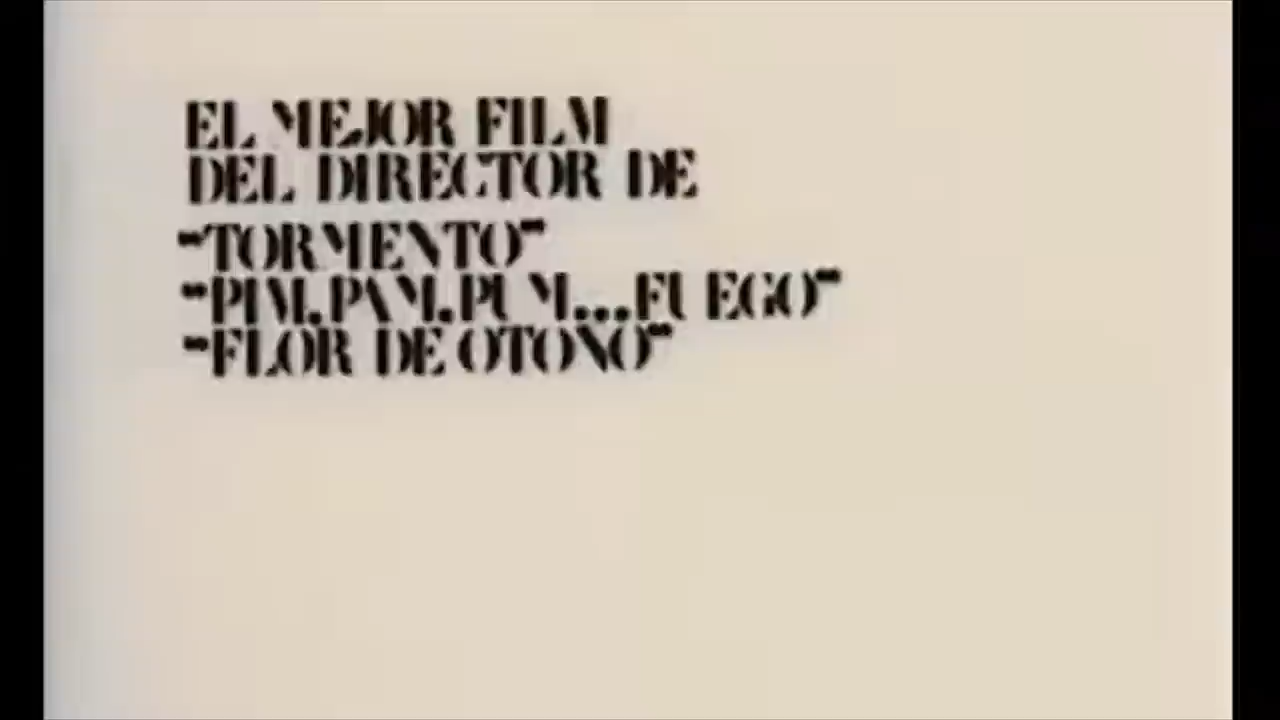 EL MEJOR FILM
DEL DIRECTOR DE
"TORMENTO"
"PIM,PAM,PUM...FUEGO"
"FLOR DE OTOÑO"